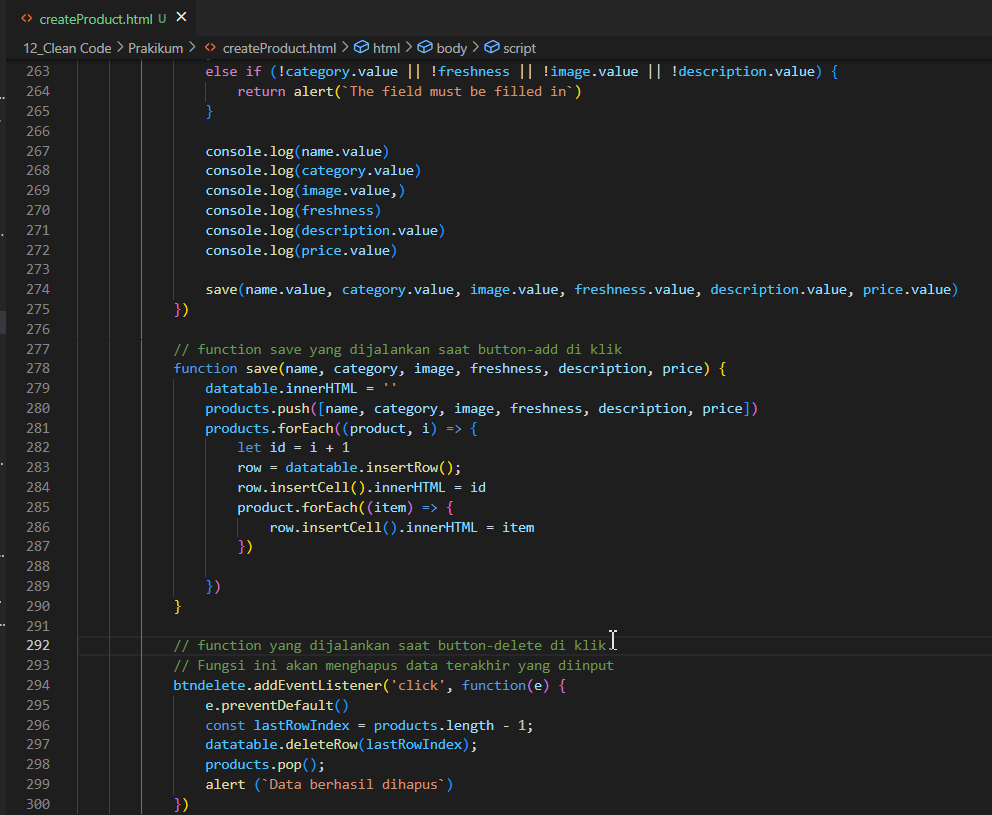 createProduct.html U
12_Clean Code > Prakikum > createProduct.html > html > body > script
263 else if (!category.value || !freshness || !image.value || !description.value) {
264 return alert(`The field must be filled in`)
265 }
266
267 console.log(name.value)
268 console.log(category.value)
269 console.log(image.value,)
270 console.log(freshness)
271 console.log(description.value)
272 console.log(price.value)
273
274 save(name.value, category.value, image.value, freshness.value, description.value, price.value)
275 })
276
277 // function save yang dijalankan saat button-add di klik
278 function save(name, category, image, freshness, description, price) {
279 datatable.innerHTML = ''
280 products.push([name, category, image, freshness, description, price])
281 products.forEach((product, i) => {
282 let id = i + 1
283 row = datatable.insertRow();
284 row.insertCell().innerHTML = id
285 product.forEach((item) => {
286 row.insertCell().innerHTML = item
287 })
288
289 })
290 }
291
292 // function yang dijalankan saat button-delete di klik.
293 // Fungsi ini akan menghapus data terakhir yang diinput
294 btndelete.addEventListener('click', function(e) {
295 e.preventDefault()
296 const lastRowIndex = products.length - 1;
297 datatable.deleteRow(lastRowIndex);
298 products.pop();
299 alert (`Data berhasil dihapus`)
300 })